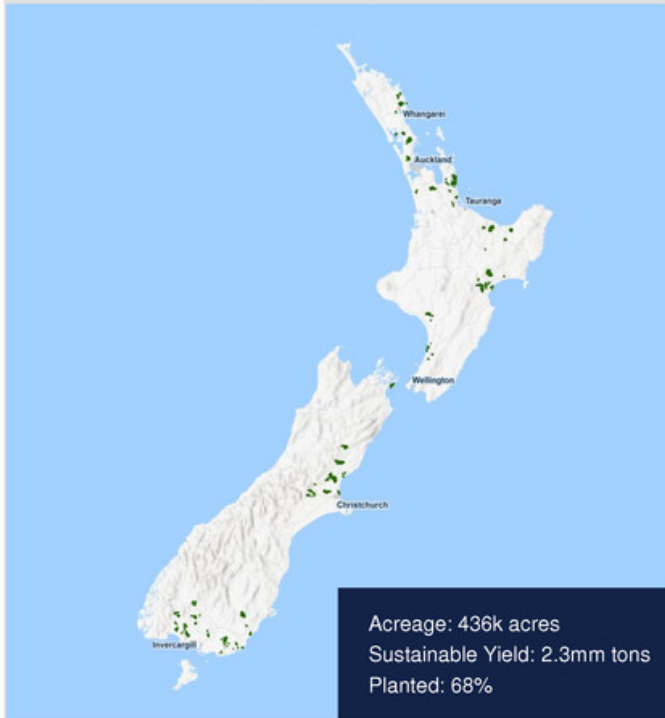 Whangarei
Auckland
Tauranga
Wellington
Christchurch
Invercargill
Acreage: 436k acres
Sustainable Yield: 2.3mm tons
Planted: 68%